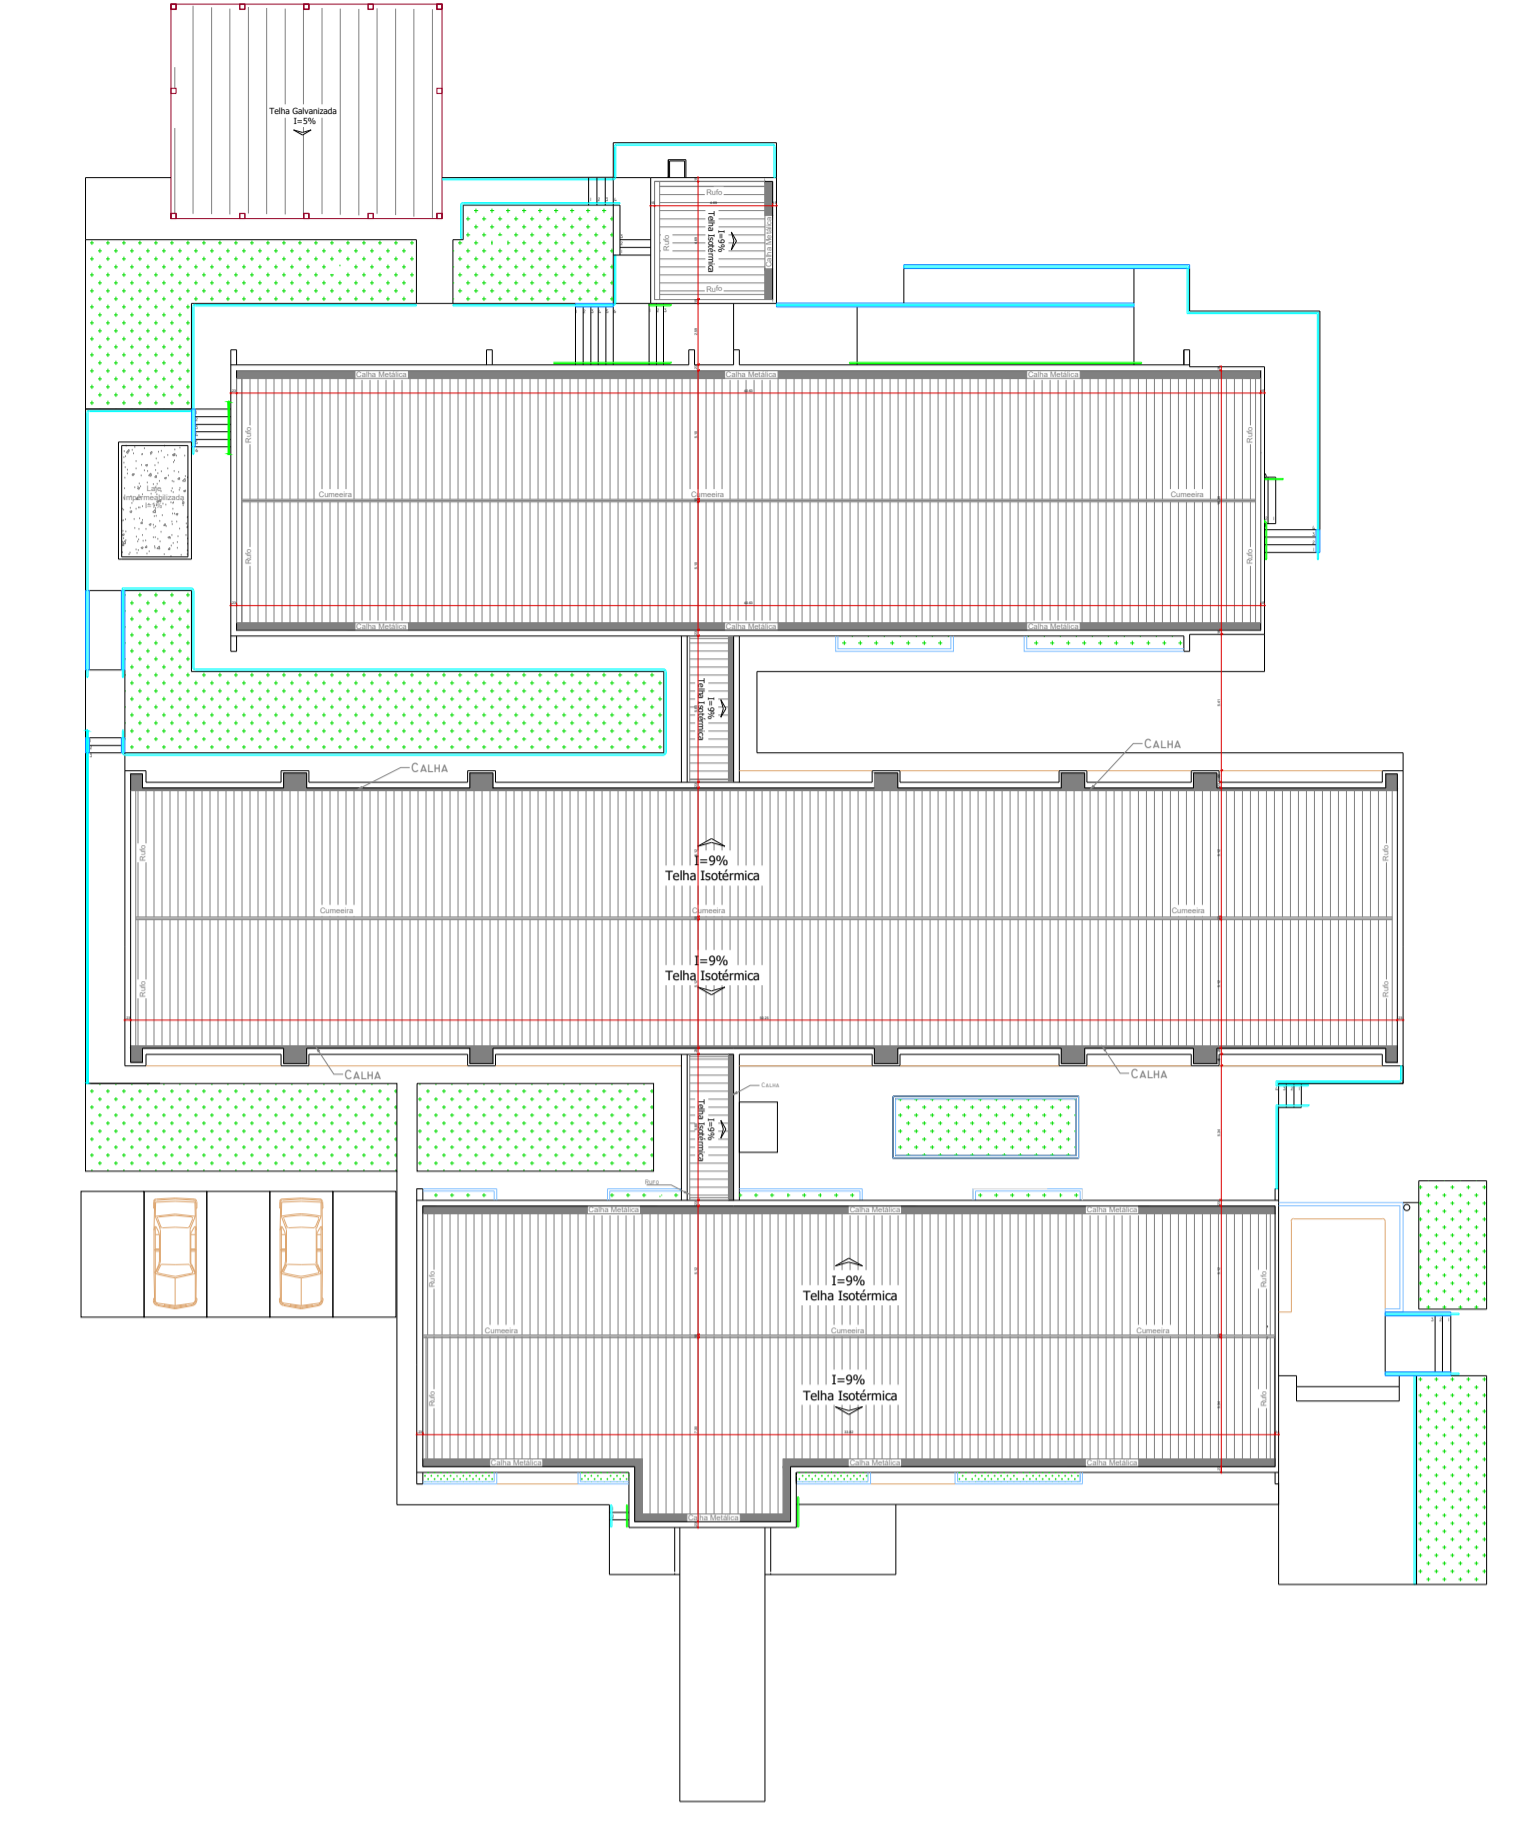 Telha Galvanizada
I=5%
Rufo
Rufo
Telha Isotérmica
I=9%
Calha Metálica
Rufo
Calha Metálica
Calha Metálica
Calha Metálica
Rufo
Rufo
Cumeeira
Cumeeira
Cumeeira
Laje
Impermeabilizada
Rufo
Rufo
Calha Metálica
Calha Metálica
Calha Metálica
Telha Isotérmica
I=9%
CALHA
CALHA
Rufo
I=9%
Telha Isotérmica
Rufo
Cumeeira
Cumeeira
Cumeeira
Rufo
I=9%
Telha Isotérmica
Rufo
CALHA
CALHA
CALHA
Telha Isotérmica
I=9%
Rufo
Calha Metálica
Calha Metálica
Calha Metálica
Rufo
I=9%
Telha Isotérmica
Rufo
Cumeeira
Cumeeira
Cumeeira
Rufo
I=9%
Telha Isotérmica
Rufo
Calha Metálica
Calha Metálica
Calha Metálica
Calha Metálica